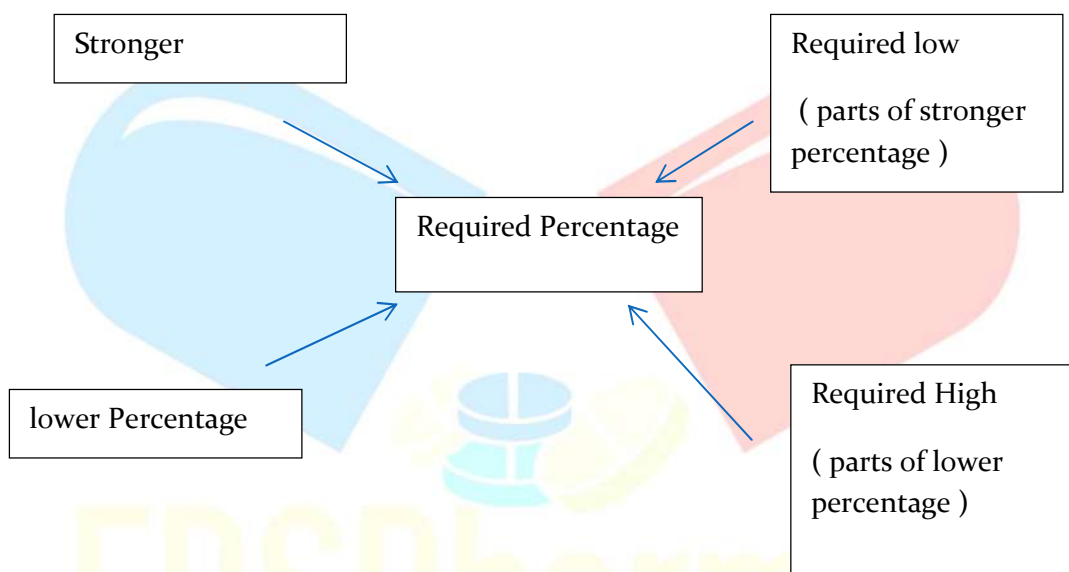 Stronger
Required low
( parts of stronger
percentage )
Required Percentage
lower Percentage
Required High
( parts of lower
percentage )